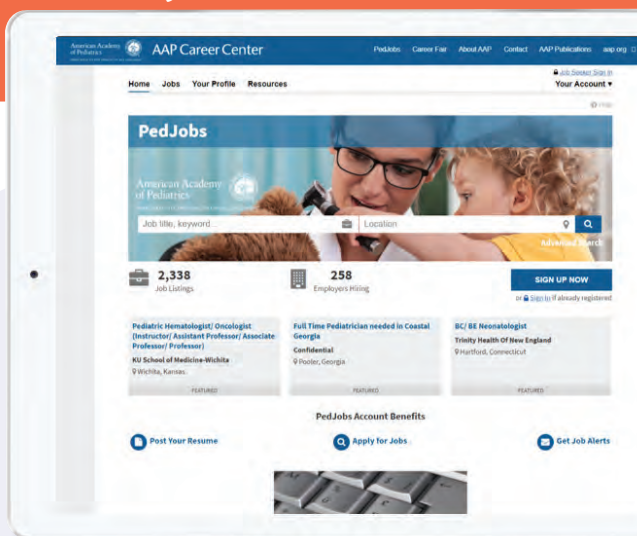 American Academy
of Pediatrics
AAP Career Center
PedJobs Career Fair About AAP Contact AAP Publications aap.org
Job Seeker Sign In
Home Jobs Your Profile Resources
Your Account
Help
PedJobs
American Academy
of Pediatrics
Job title, keyword...
Location
Advanced Search
2,338
Job Listings
258
Employers Hiring
SIGN UP NOW
or Sign In if already registered
Pediatric Hematologist/ Oncologist
(Instructor/ Assistant Professor/ Associate
Professor/ Professor)
KU School of Medicine-Wichita
Wichita, Kansas
FEATURED
Full Time Pediatrician needed in Coastal
Georgia
Confidential
Pooler, Georgia
FEATURED
BC/ BE Neonatologist
Trinity Health Of New England
Hartford, Connecticut
FEATURED
PedJobs Account Benefits
Post Your Resume
Apply for Jobs
Get Job Alerts